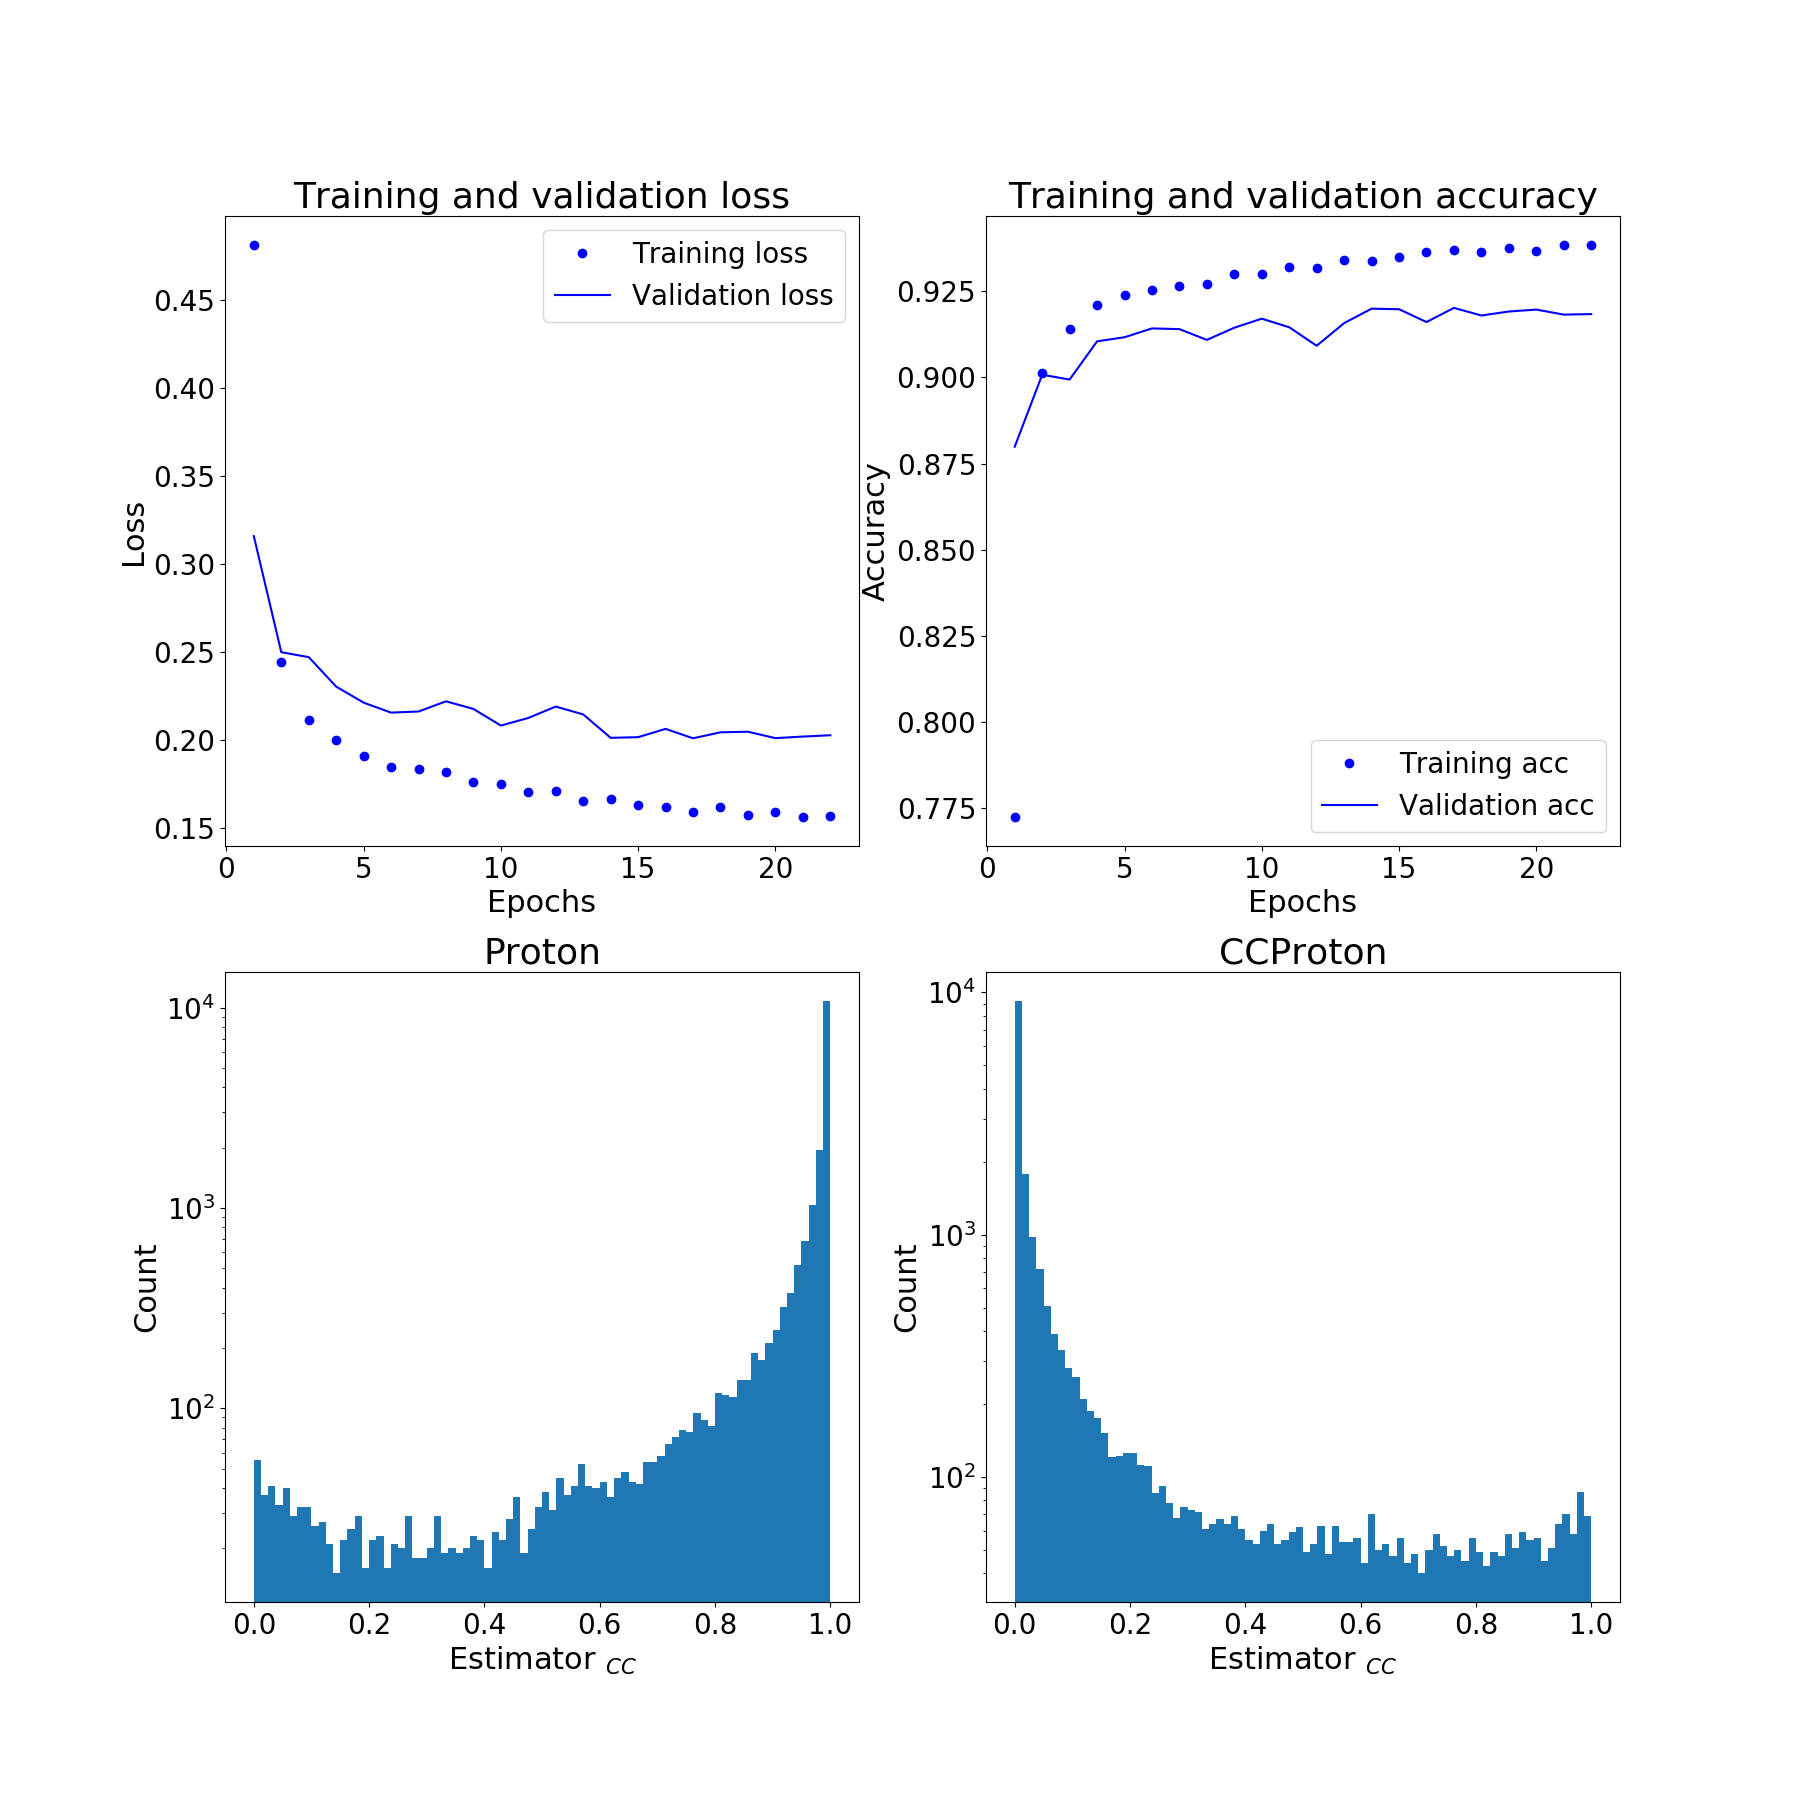 Training and validation loss
Training loss
Validation loss
0.45
0.40
0.35
0.30
0.25
0.20
0.15
Loss
0 5 10 15 20
Epochs
Training and validation accuracy
0.925
0.900
0.875
0.850
0.825
0.800
0.775
Accuracy
Training acc
Validation acc
0 5 10 15 20
Epochs
Proton
10⁴
10³
10²
Count
0.0 0.2 0.4 0.6 0.8 1.0
Estimator CC
CCProton
10⁴
10³
10²
Count
0.0 0.2 0.4 0.6 0.8 1.0
Estimator CC